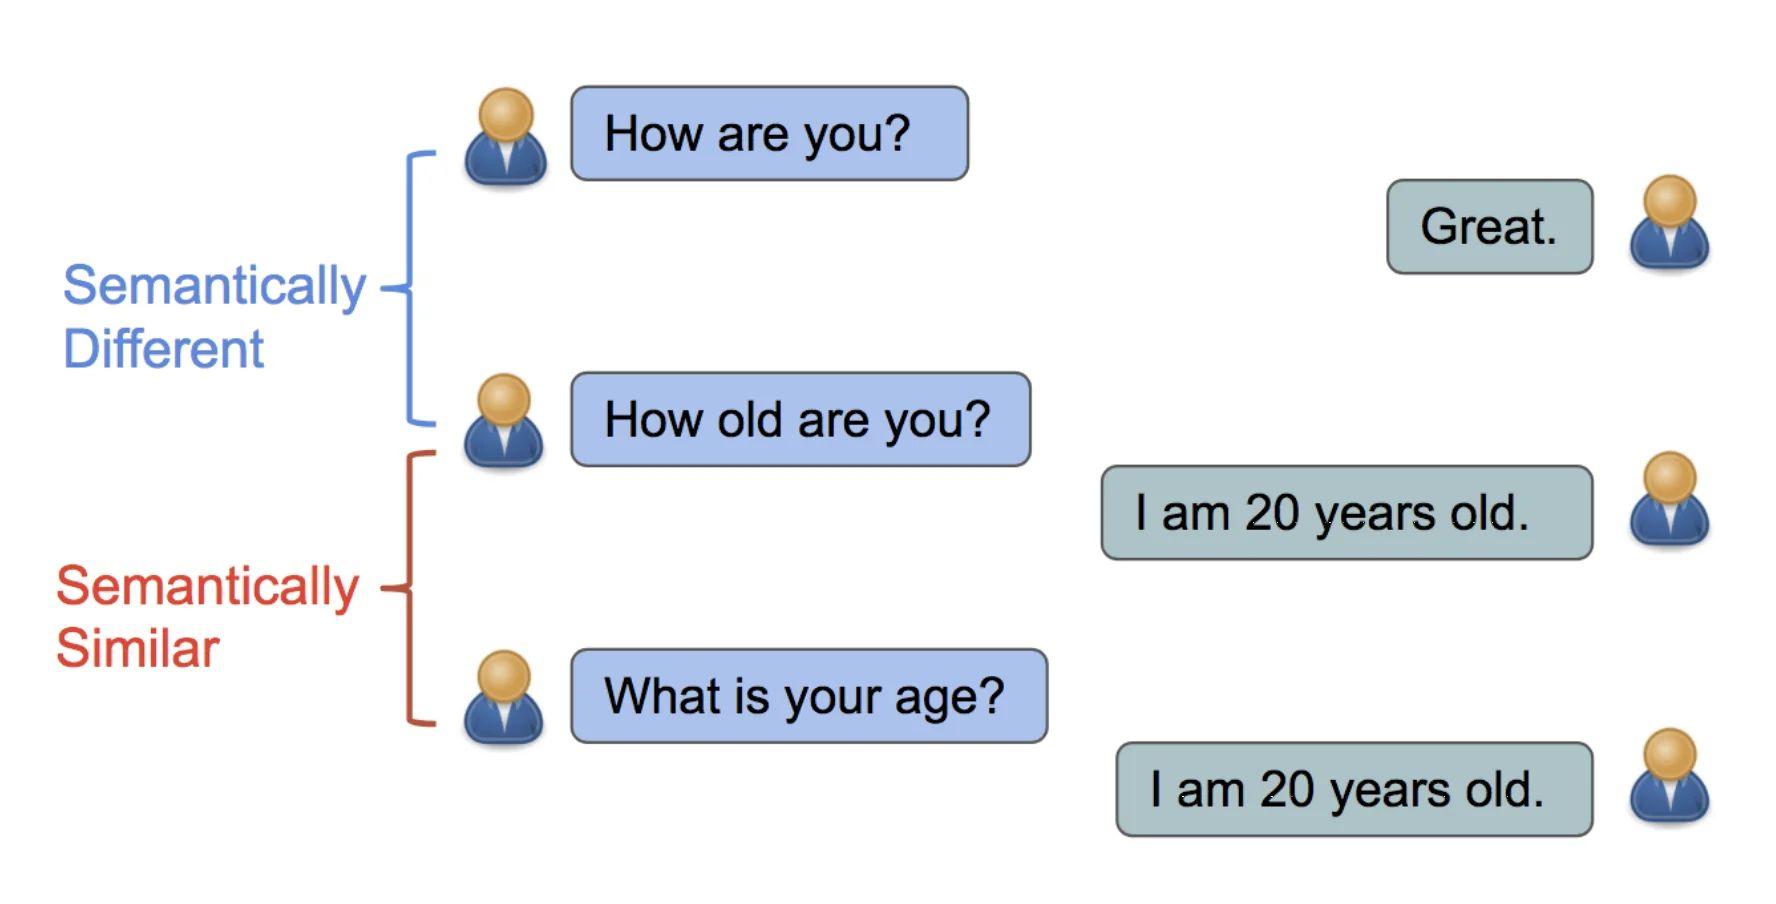 How are you?
Great.
Semantically
Different
How old are you?
I am 20 years old.
Semantically
Similar
What is your age?
I am 20 years old.